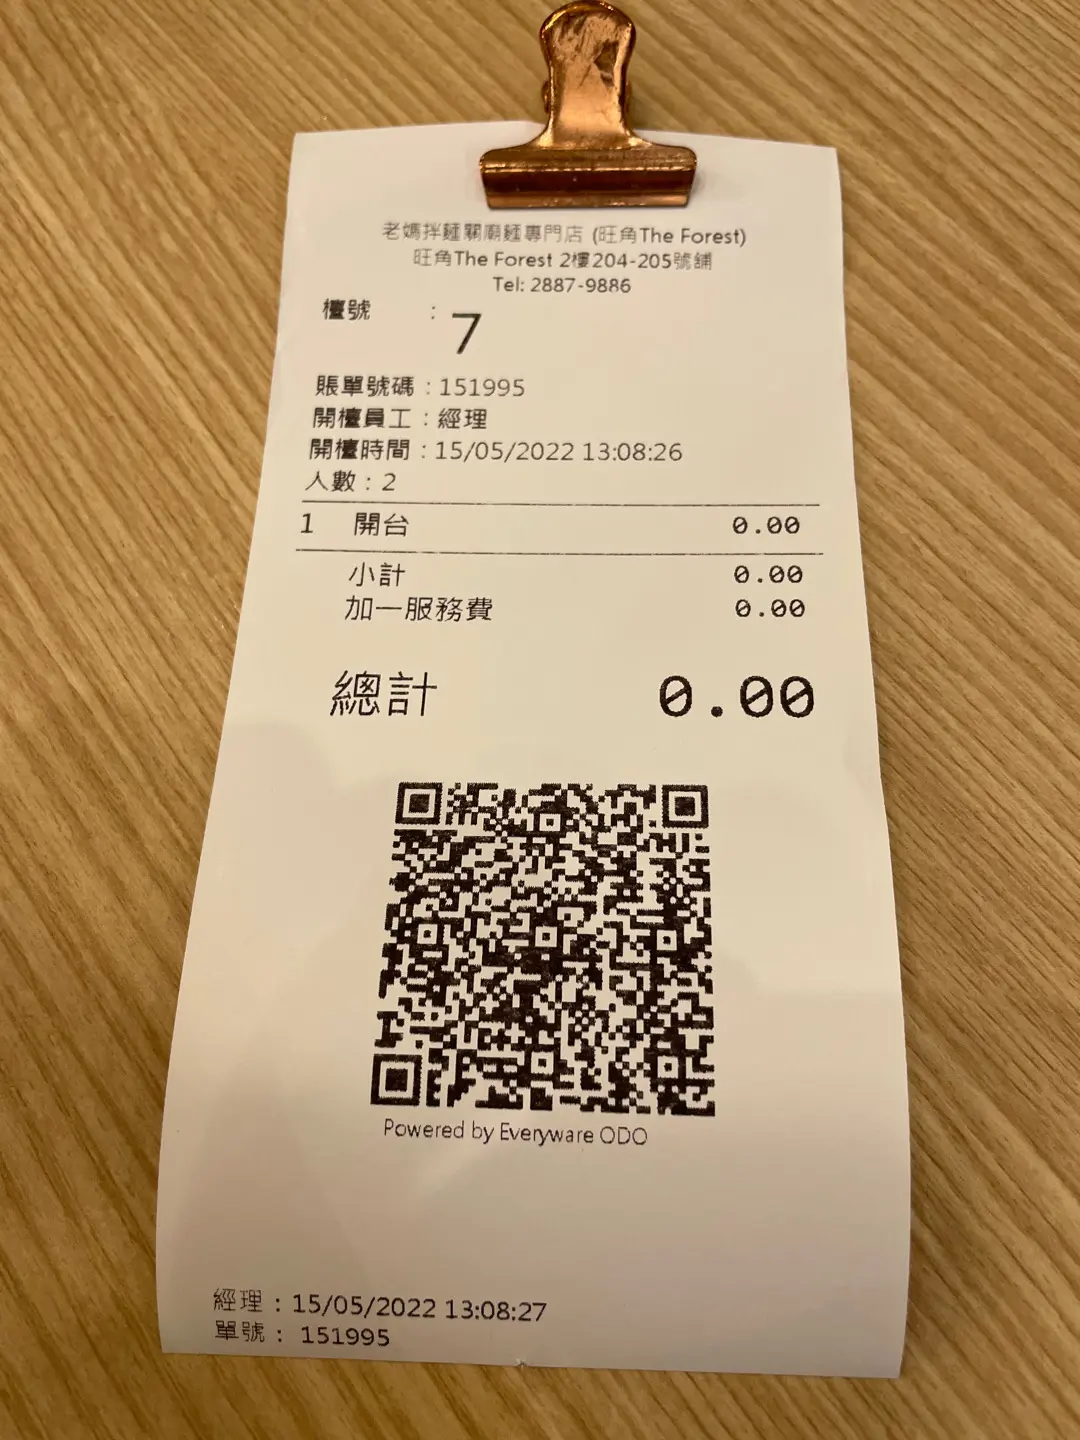 老媽拌麵關廟麵專門店 (旺角The Forest)
旺角The Forest 2樓204-205號舖
Tel: 2887-9886
檯號 : 7
賬單號碼 : 151995
開檯員工 : 經理
開檯時間 : 15/05/2022 13:08:26
人數 : 2
1 開台 0.00
小計 0.00
加一服務費 0.00
總計 0.00
Powered by Everyware ODO
經理 : 15/05/2022 13:08:27
單號 : 151995